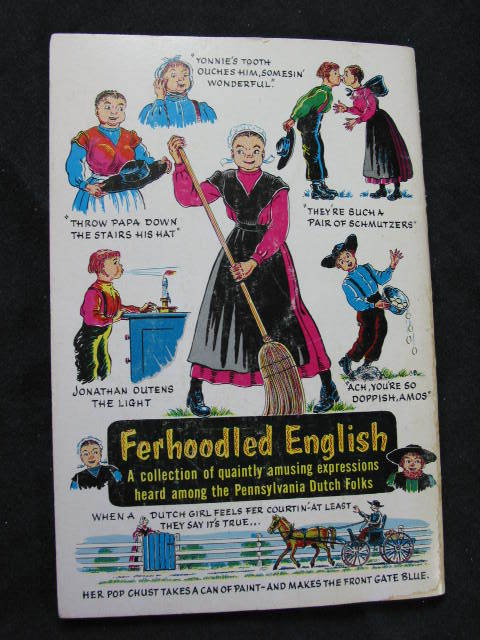 "YONNIE'S TOOTH
OUCHES HIM, SOMESIN'
WONDERFUL."
"THROW PAPA DOWN
THE STAIRS HIS HAT"
"THEY'RE SUCH A
PAIR OF SCHMUTZERS"
JONATHAN OUTENS
THE LIGHT
"ACH, YOU'RE SO
DOPPISH, AMOS"
Ferhoodled English
A collection of quaintly amusing expressions
heard among the Pennsylvania Dutch Folks
WHEN A DUTCH GIRL FEELS FER COURTIN'-AT LEAST
THEY SAY IT'S TRUE...
HER POP CHUST TAKES A CAN OF PAINT-AND MAKES THE FRONT GATE BLUE.